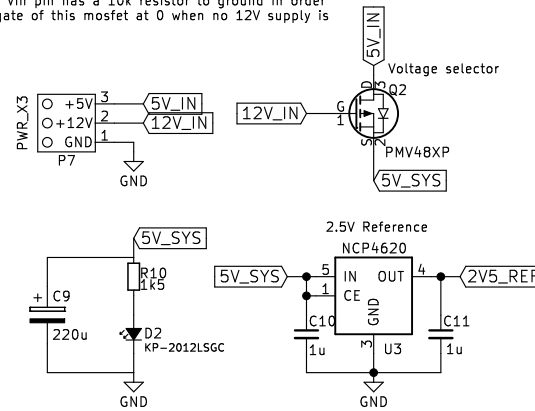 Vin pin has a 10k resistor to ground in order
gate of this mosfet at 0 when no 12V supply is
5V_IN
Voltage selector
D
3
Q2
PWR_X3
+5V
3
5V_IN
+12V
2
12V_IN
GND
1
P7
GND
12V_IN
G
1
S
2
PMV48XP
5V_SYS
5V_SYS
+
C9
220u
R10
1k5
D2
KP-2012LSGC
GND
2.5V Reference
NCP4620
5V_SYS
5
IN
OUT
4
2V5_REF
1
CE
GND
3
U3
C10
1u
C11
1u
GND